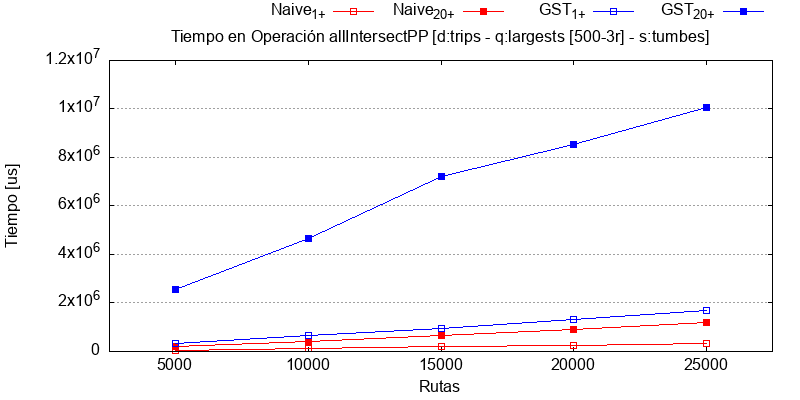 Naive1+ Naive20+ GST1+ GST20+
Tiempo en Operación allIntersectPP [d:trips - q:largests [500-3r] - s:tumbes]
1.2x10^7
1x10^7
8x10^6
6x10^6
4x10^6
2x10^6
0
Tiempo [us]
5000 10000 15000 20000 25000
Rutas